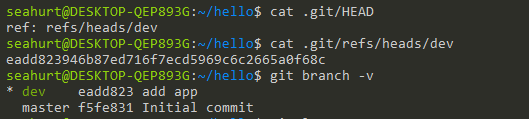 seahurt@DESKTOP-QEP893G:~/hello$ cat .git/HEAD
ref: refs/heads/dev
seahurt@DESKTOP-QEP893G:~/hello$ cat .git/refs/heads/dev
eadd823946b87ed716f7ecd5969c6c2665a0f68c
seahurt@DESKTOP-QEP893G:~/hello$ git branch -v
* dev    eadd823 add app
  master f5fe831 Initial commit